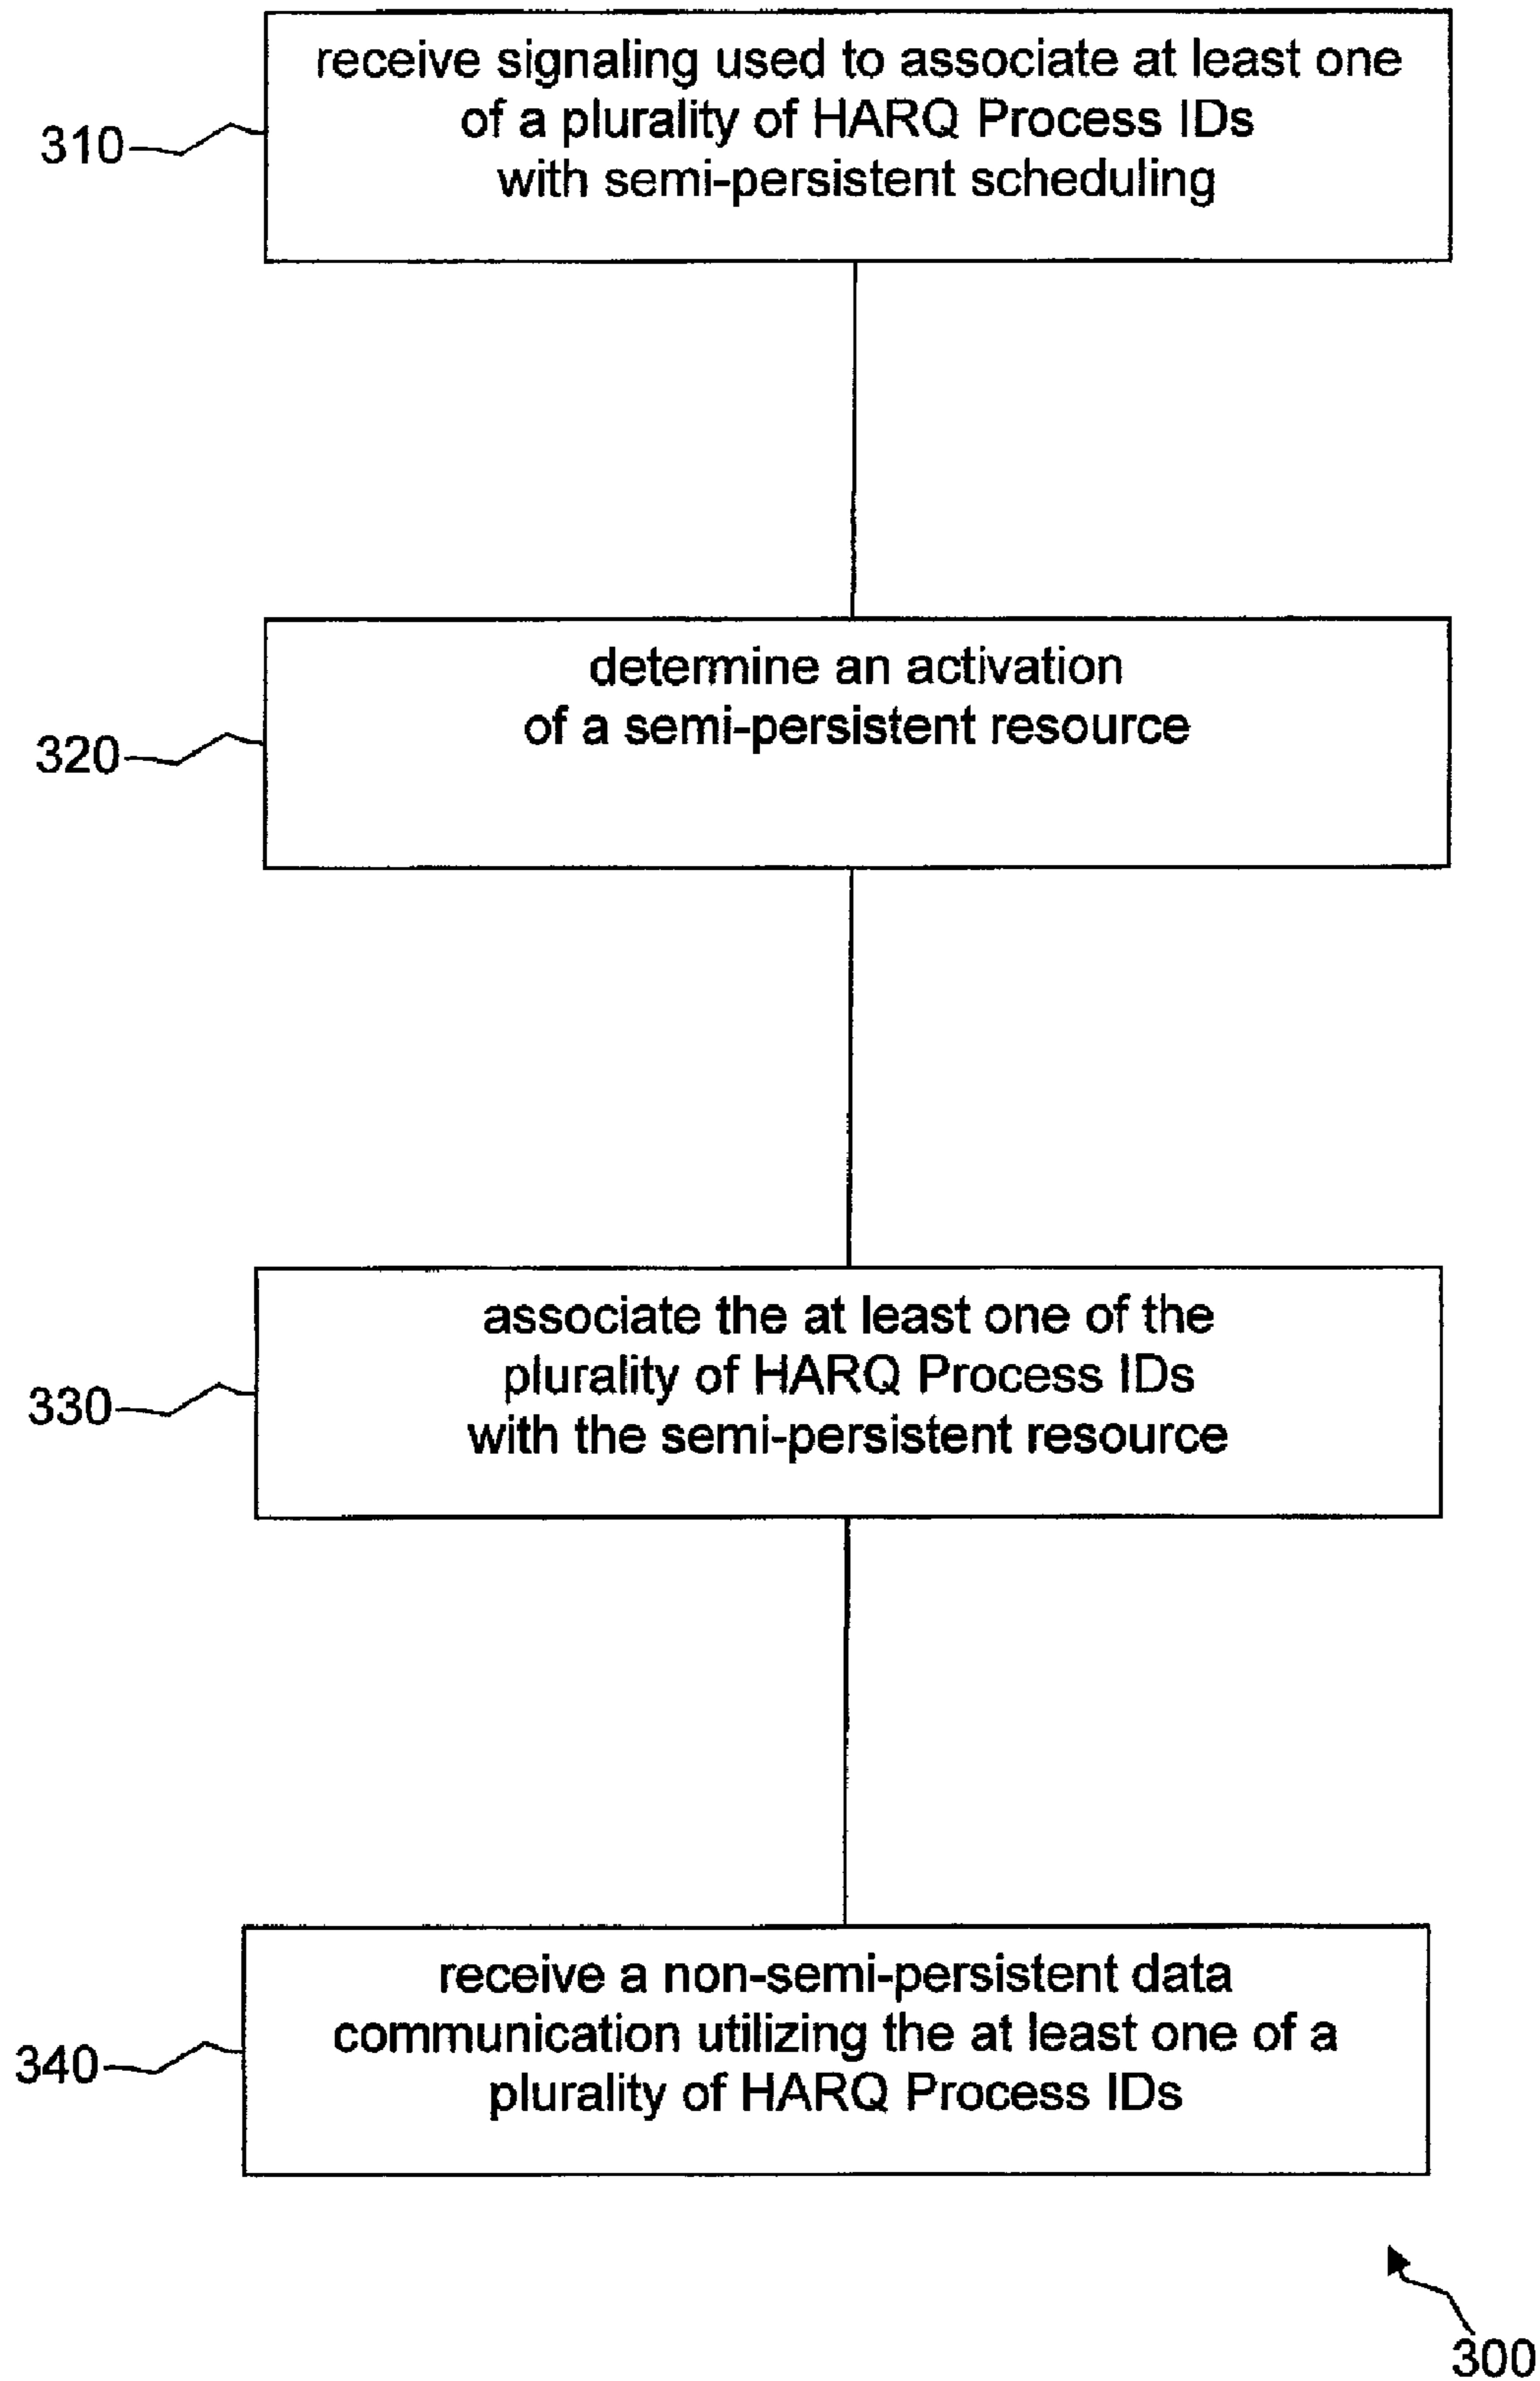 receive signaling used to associate at least one
of a plurality of HARQ Process IDs
with semi-persistent scheduling
310
determine an activation
of a semi-persistent resource
320
associate the at least one of the
plurality of HARQ Process IDs
with the semi-persistent resource
330
receive a non-semi-persistent data
communication utilizing the at least one of a
plurality of HARQ Process IDs
340
300